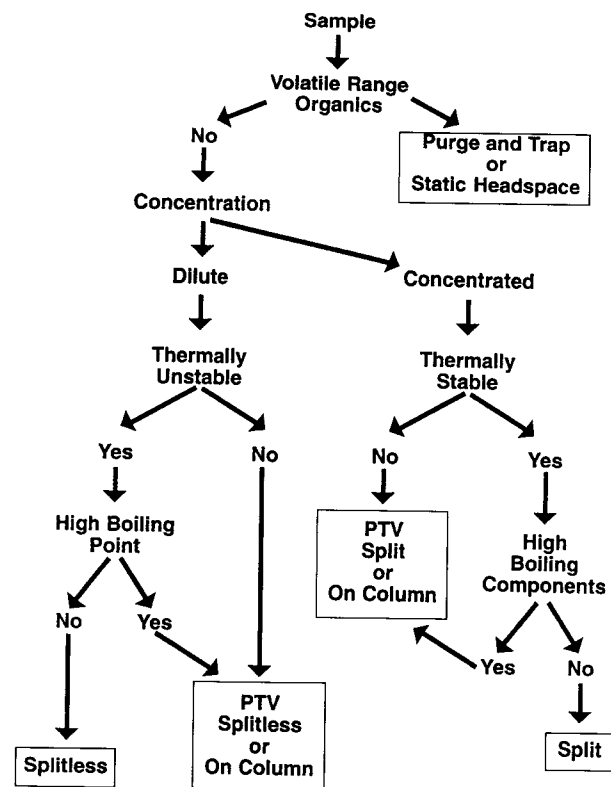 Sample
Volatile Range
Organics
No
Purge and Trap
or
Static Headspace
Concentration
Dilute
Concentrated
Thermally
Unstable
Thermally
Stable
Yes
No
No
Yes
High Boiling
Point
PTV
Split
or
On Column
High
Boiling
Components
No
Yes
Yes
No
PTV
Splitless
or
On Column
Splitless
Split